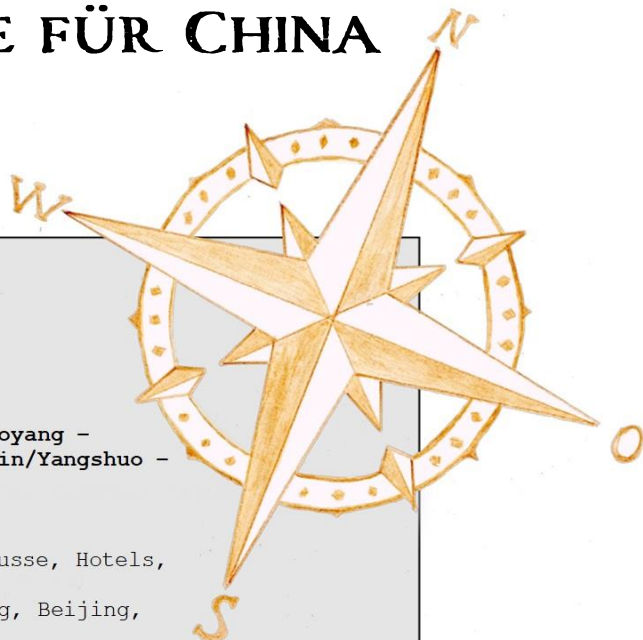 E FÜR CHINA
N
W
oyang –
in/Yangshuo –
O
usse, Hotels,
g, Beijing,
S